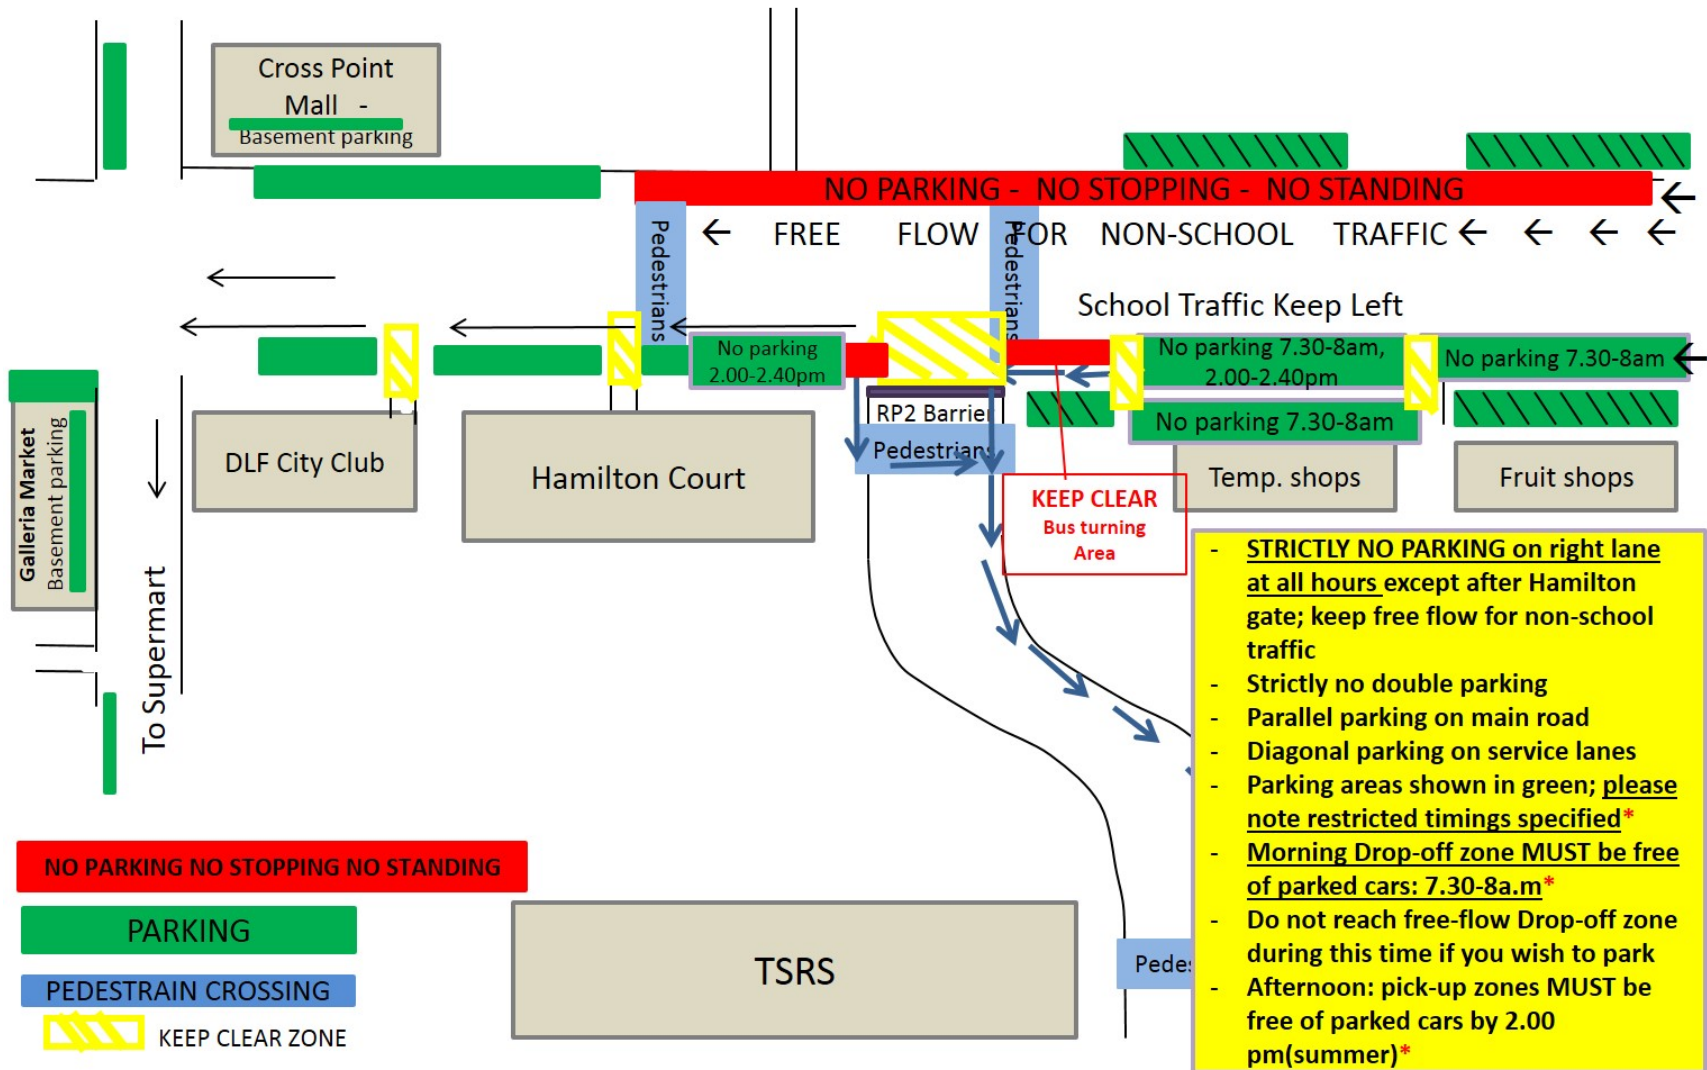 Cross Point
Mall -
Basement parking
NO PARKING - NO STOPPING - NO STANDING
← FREE FLOW FOR NON-SCHOOL TRAFFIC ← ← ← ←
Pedestrians
Pedestrians
School Traffic Keep Left
No parking
2.00-2.40pm
No parking 7.30-8am,
2.00-2.40pm
No parking 7.30-8am
No parking 7.30-8am
RP2 Barrier
Pedestrians
Galleria Market
Basement parking
DLF City Club
Hamilton Court
Temp. shops
Fruit shops
KEEP CLEAR
Bus turning
Area
To Supermart
- STRICTLY NO PARKING on right lane
at all hours except after Hamilton
gate; keep free flow for non-school
traffic
- Strictly no double parking
- Parallel parking on main road
- Diagonal parking on service lanes
- Parking areas shown in green; please
note restricted timings specified*
- Morning Drop-off zone MUST be free
of parked cars: 7.30-8a.m*
- Do not reach free-flow Drop-off zone
during this time if you wish to park
- Afternoon: pick-up zones MUST be
free of parked cars by 2.00
pm(summer)*
NO PARKING NO STOPPING NO STANDING
PARKING
PEDESTRAIN CROSSING
KEEP CLEAR ZONE
TSRS